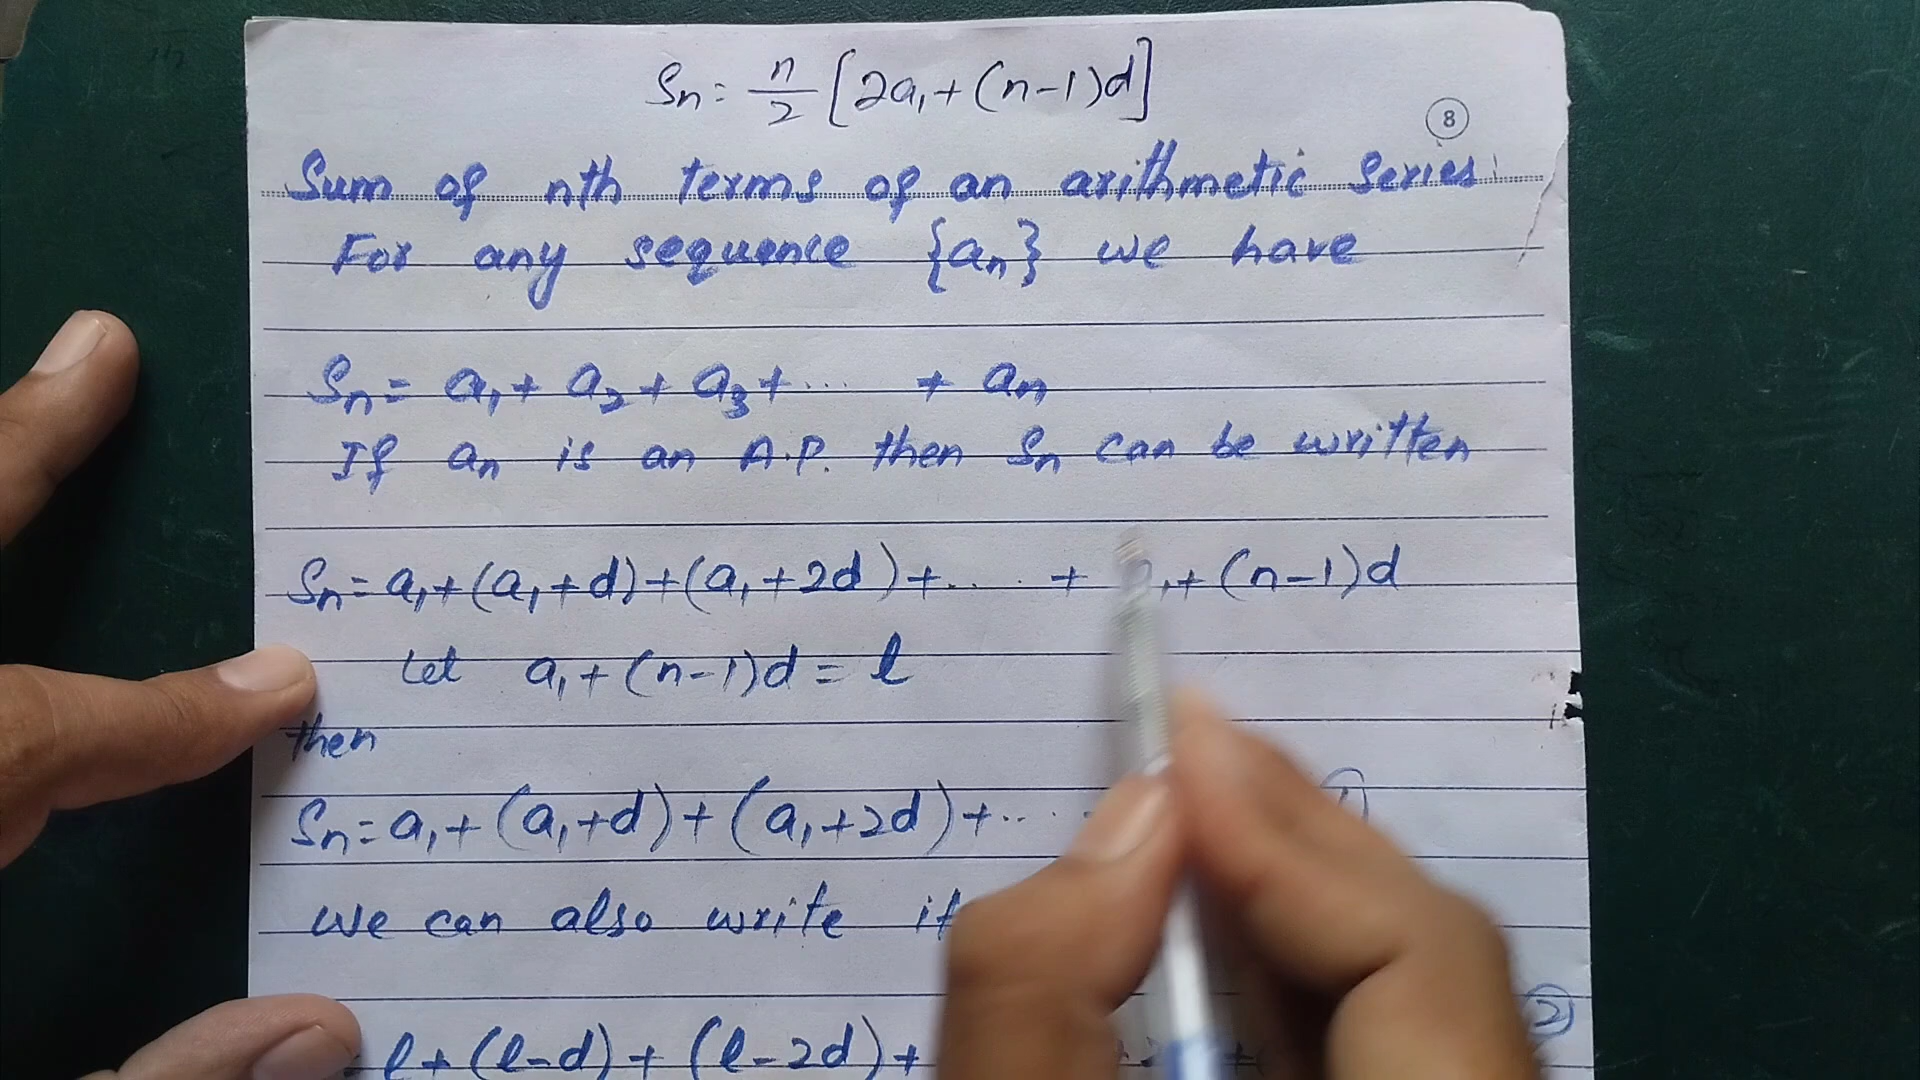 Sn = n/2 [2a₁ + (n-1)d]
8
Sum of nth terms of an arithmetic series:
For any sequence {aₙ} we have
Sn = a₁ + a₂ + a₃ + ... + aₙ
If aₙ is an A.P. then Sn can be written
Sn = a₁ + (a₁ + d) + (a₁ + 2d) + .... + a₁ + (n-1)d
Let a₁ + (n-1)d = l
then
Sn = a₁ + (a₁ + d) + (a₁ + 2d) + ...
we can also write it
2
= l + (l-d) + (l-2d) +